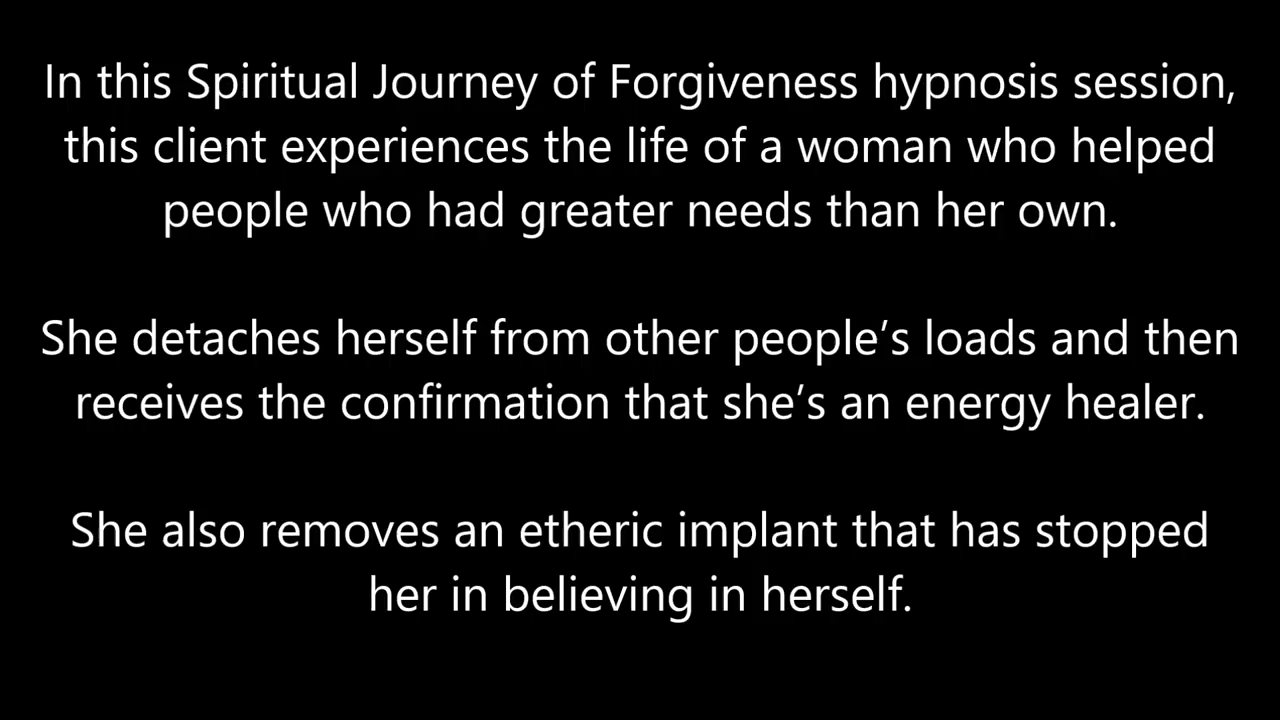 In this Spiritual Journey of Forgiveness hypnosis session,
this client experiences the life of a woman who helped
people who had greater needs than her own.
She detaches herself from other people’s loads and then
receives the confirmation that she’s an energy healer.
She also removes an etheric implant that has stopped
her in believing in herself.